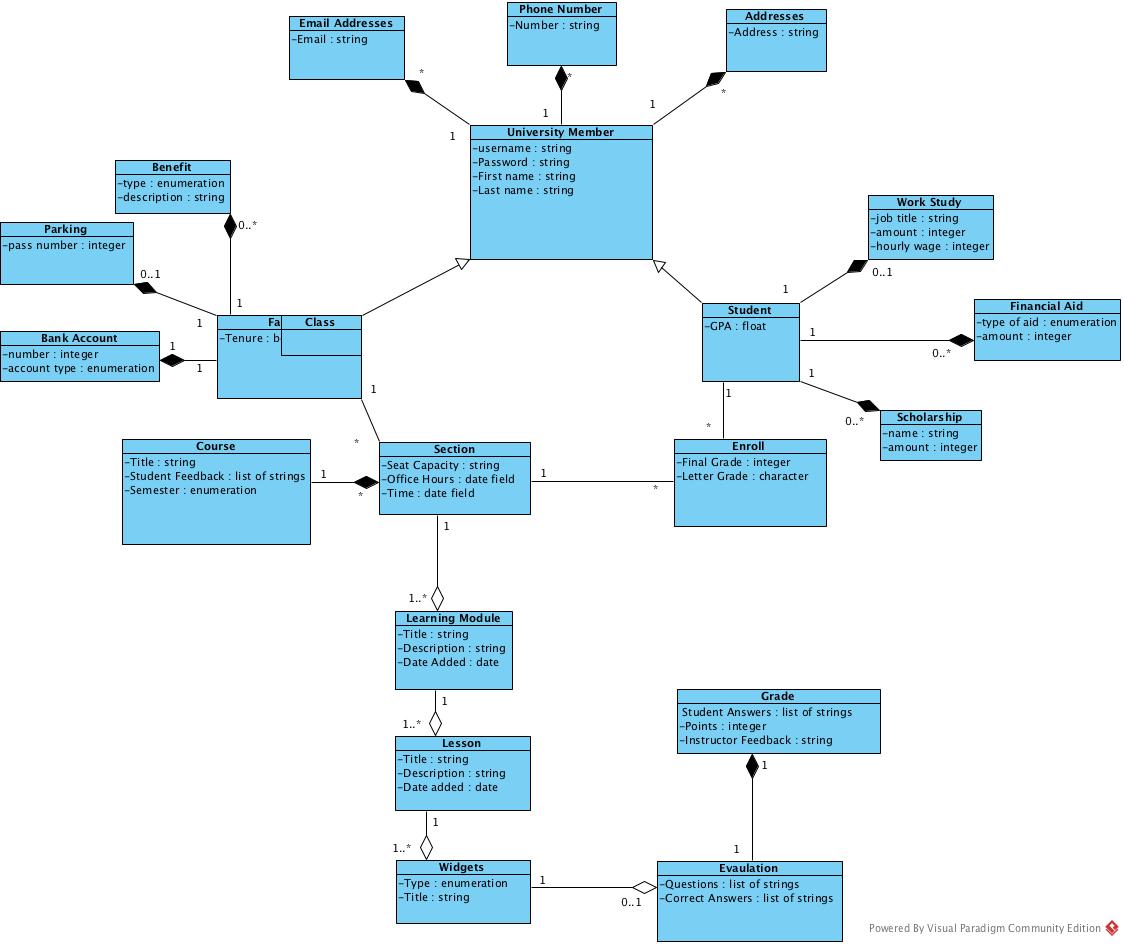 Email Addresses
-Email : string
*
1
Phone Number
-Number : string
*
1
Addresses
-Address : string
*
1
University Member
-username : string
-Password : string
-First name : string
-Last name : string
Benefit
-type : enumeration
-description : string
0..*
1
Parking
-pass number : integer
0..1
1
Bank Account
-number : integer
-account type : enumeration
1
1
Fa
-Tenure : b
Class
1
*
Work Study
-job title : string
-amount : integer
-hourly wage : integer
0..1
1
Student
-GPA : float
Financial Aid
-type of aid : enumeration
-amount : integer
1
0..*
Scholarship
-name : string
-amount : integer
1
0..*
1
*
Course
-Title : string
-Student Feedback : list of strings
-Semester : enumeration
1
*
Section
-Seat Capacity : string
-Office Hours : date field
-Time : date field
1
*
Enroll
-Final Grade : integer
-Letter Grade : character
1
1..*
Learning Module
-Title : string
-Description : string
-Date Added : date
1
1..*
Lesson
-Title : string
-Description : string
-Date added : date
1
1..*
Widgets
-Type : enumeration
-Title : string
1
0..1
Grade
Student Answers : list of strings
-Points : integer
-Instructor Feedback : string
1
1
Evaulation
-Questions : list of strings
-Correct Answers : list of strings
Powered By Visual Paradigm Community Edition